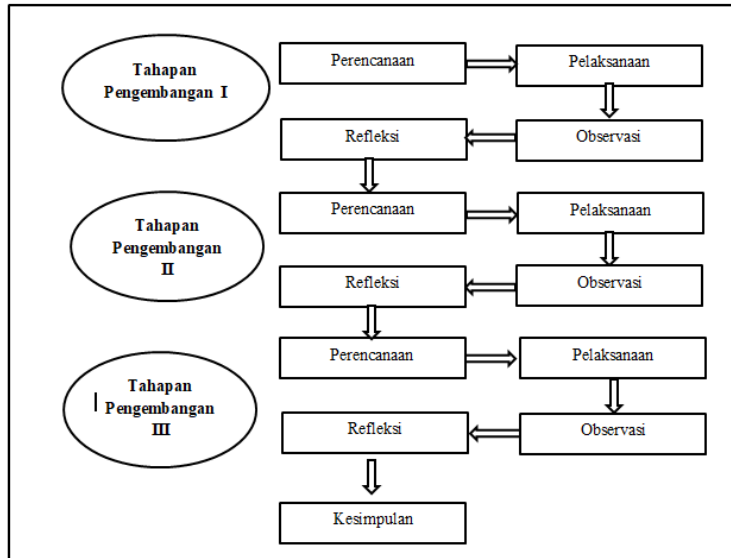 Tahapan
Pengembangan I
Perencanaan
Pelaksanaan
Refleksi
Observasi
Tahapan
Pengembangan
II
Perencanaan
Pelaksanaan
Refleksi
Observasi
Tahapan
Pengembangan
III
Perencanaan
Pelaksanaan
Refleksi
Observasi
Kesimpulan